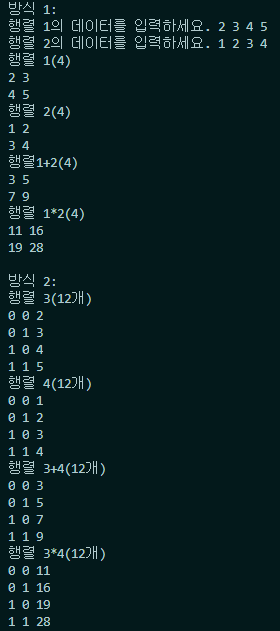 방식 1:
행렬 1의 데이터를 입력하세요. 2 3 4 5
행렬 2의 데이터를 입력하세요. 1 2 3 4
행렬 1(4)
2 3
4 5
행렬 2(4)
1 2
3 4
행렬1+2(4)
3 5
7 9
행렬 1*2(4)
11 16
19 28
방식 2:
행렬 3(12개)
0 0 2
0 1 3
1 0 4
1 1 5
행렬 4(12개)
0 0 1
0 1 2
1 0 3
1 1 4
행렬 3+4(12개)
0 0 3
0 1 5
1 0 7
1 1 9
행렬 3*4(12개)
0 0 11
0 1 16
1 0 19
1 1 28